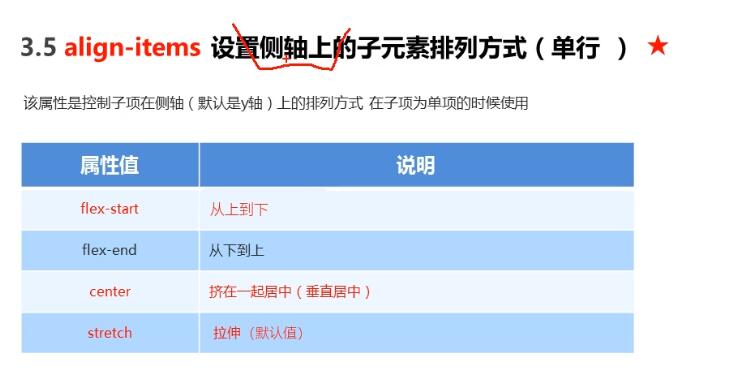 3.5 align-items 设置侧轴上的子元素排列方式（单行 ）
该属性是控制子项在侧轴（默认是y轴）上的排列方式 在子项为单项的时候使用
属性值 说明
flex-start 从上到下
flex-end 从下到上
center 挤在一起居中（垂直居中）
stretch 拉伸（默认值）